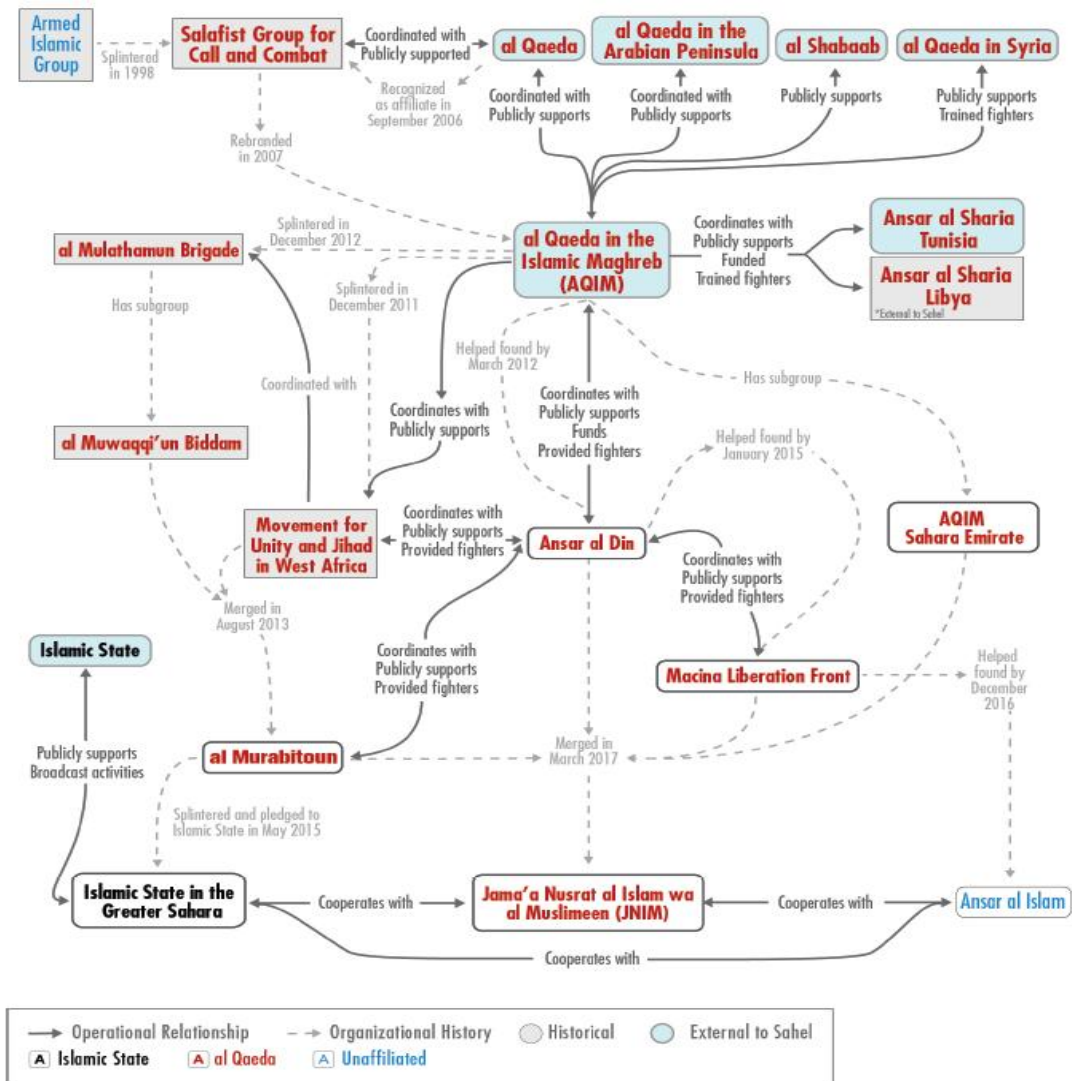 Armed
Islamic
Group
Splintered
in 1998
Salafist Group for
Call and Combat
Coordinated with
Publicly supported
Recognized
as affiliate in
September 2006
al Qaeda
al Qaeda in the
Arabian Peninsula
al Shabaab
al Qaeda in Syria
Coordinated with
Publicly supports
Coordinated with
Publicly supports
Publicly supports
Publicly supports
Trained fighters
Rebranded
in 2007
al Mulathamun Brigade
Splintered in
December 2012
Splintered in
December 2011
al Qaeda in the
Islamic Maghreb
(AQIM)
Coordinates with
Publicly supports
Funded
Trained fighters
Ansar al Sharia
Tunisia
Ansar al Sharia
Libya
*External to Sahel
Has subgroup
Coordinated with
Helped found by
March 2012
Coordinates with
Publicly supports
Coordinates with
Publicly supports
Funds
Provided fighters
Has subgroup
Helped found by
January 2015
al Muwaqqi'un Biddam
Movement for
Unity and Jihad
in West Africa
Coordinates with
Publicly supports
Provided fighters
Ansar al Din
AQIM
Sahara Emirate
Coordinates with
Publicly supports
Provided fighters
Merged in
August 2013
Islamic State
Coordinates with
Publicly supports
Provided fighters
Macina Liberation Front
Helped
found by
December
2016
Publicly supports
Broadcast activities
al Murabitoun
Merged in
March 2017
Splintered and pledged to
Islamic State in May 2015
Islamic State in the
Greater Sahara
Cooperates with
Jama'a Nusrat al Islam wa
al Muslimeen (JNIM)
Cooperates with
Ansar al Islam
Cooperates with
Operational Relationship
Organizational History
Historical
External to Sahel
A Islamic State
A al Qaeda
A Unaffiliated